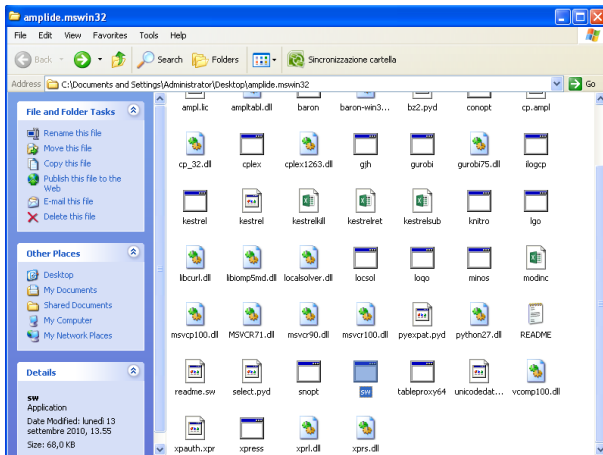 amplide.mswin32
File Edit View Favorites Tools Help
Back Search Folders Sincronizzazione cartella
Address C:\Documents and Settings\Administrator\Desktop\amplide.mswin32 Go
File and Folder Tasks
Rename this file
Move this file
Copy this file
Publish this file to the
Web
E-mail this file
Delete this file
Other Places
Desktop
My Documents
Shared Documents
My Computer
My Network Places
Details
sw
Application
Date Modified: lunedì 13
settembre 2010, 13.55
Size: 68,0 KB
ampl.lic ampltabl.dll baron baron-win3... bz2.pyd conopt cp.ampl
cp_32.dll cplex cplex1263.dll gjh gurobi gurobi75.dll ilogcp
kestrel kestrel kestrelkill kestrelret kestrelsub knitro lgo
libcurl.dll libiomp5md.dll localsolver.dll locsol loqo minos modinc
msvcp100.dll MSVCR71.dll msvcr90.dll msvcr100.dll pyexpat.pyd python27.dll README
readme.sw select.pyd snopt sw tableproxy64 unicodedat... vcomp100.dll
xpauth.xpr xpress xprl.dll xprs.dll